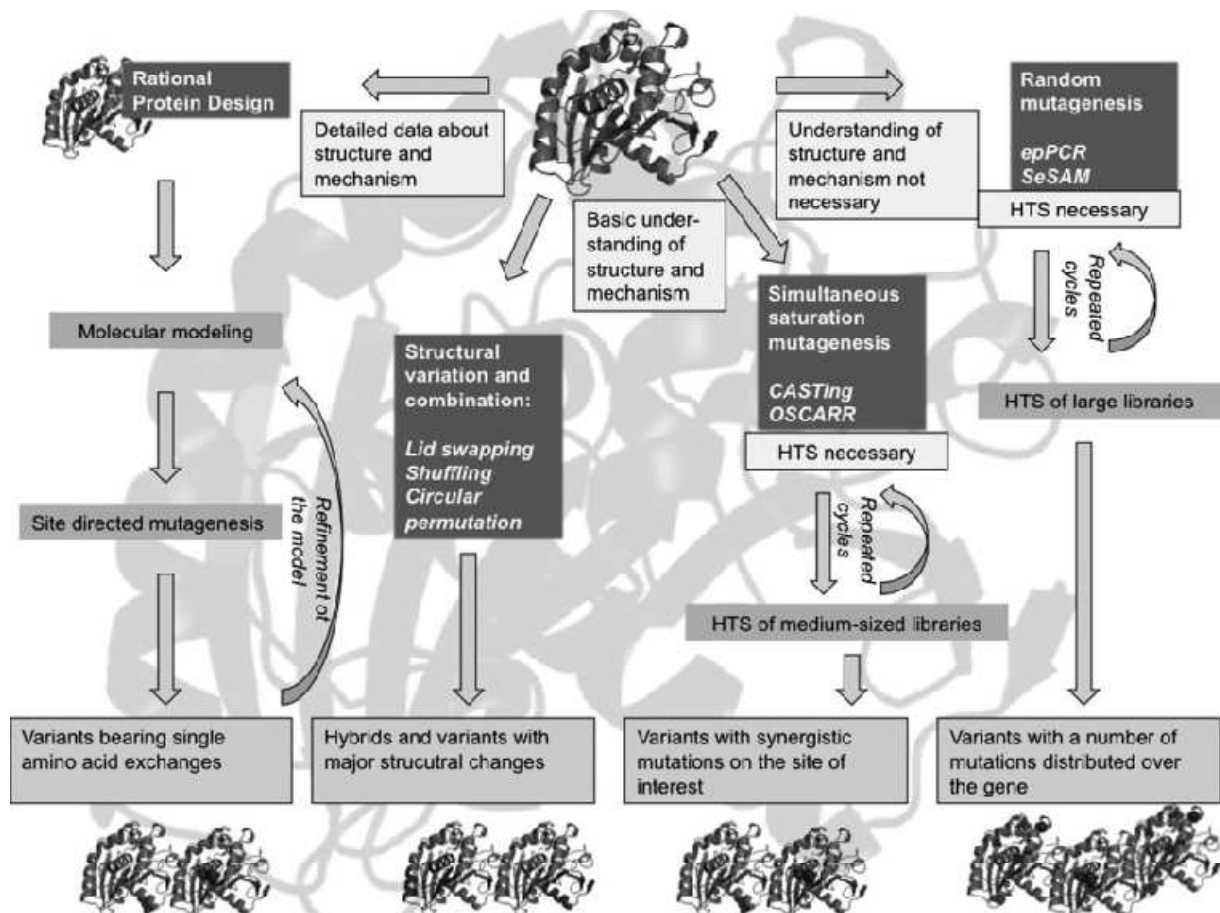 Rational
Protein Design
Detailed data about
structure and
mechanism
Molecular modeling
Site directed mutagenesis
Refinement of
the model
Variants bearing single
amino acid exchanges
Basic under-
standing of
structure and
mechanism
Structural
variation and
combination:
Lid swapping
Shuffling
Circular
permutation
Hybrids and variants with
major strucutral changes
Simultaneous
saturation
mutagenesis
CASTing
OSCARR
HTS necessary
Repeated
cycles
HTS of medium-sized libraries
Variants with synergistic
mutations on the site of
interest
Understanding of
structure and
mechanism not
necessary
Random
mutagenesis
epPCR
SeSAM
HTS necessary
Repeated
cycles
HTS of large libraries
Variants with a number of
mutations distributed over
the gene